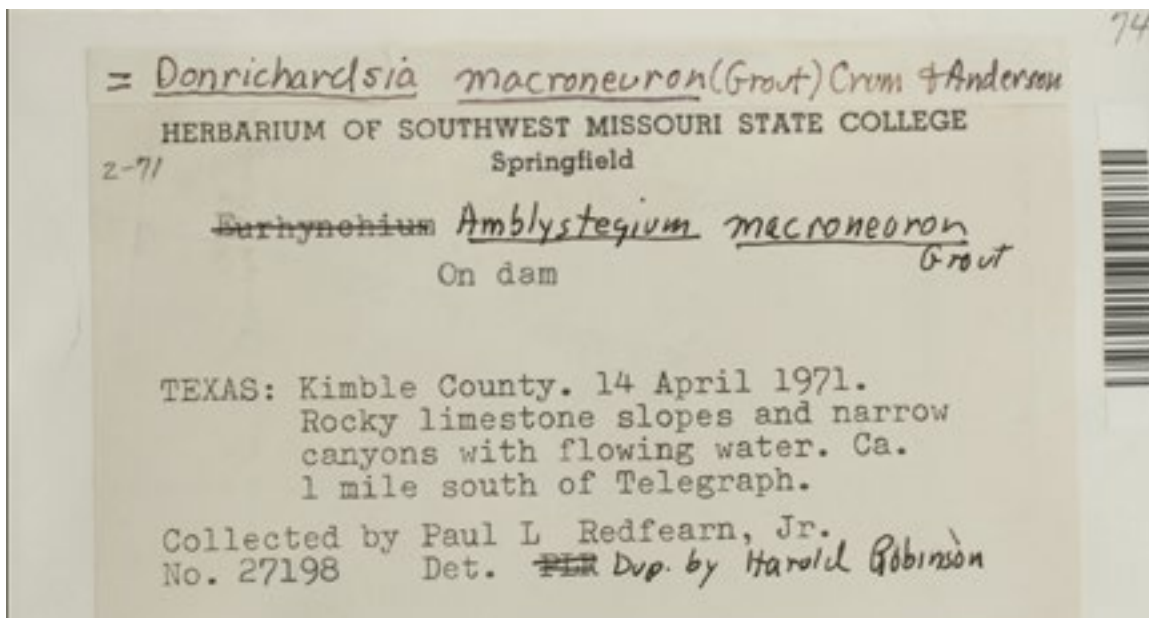 74
= Donrichardsia macroneuron (Grout) Crum & Anderson
HERBARIUM OF SOUTHWEST MISSOURI STATE COLLEGE
2-71 Springfield
Eurhynchium Amblystegium macroneuron
Grout
On dam
TEXAS: Kimble County. 14 April 1971.
Rocky limestone slopes and narrow
canyons with flowing water. Ca.
1 mile south of Telegraph.
Collected by Paul L Redfearn, Jr.
No. 27198 Det. PLR Dup. by Harold Robinson